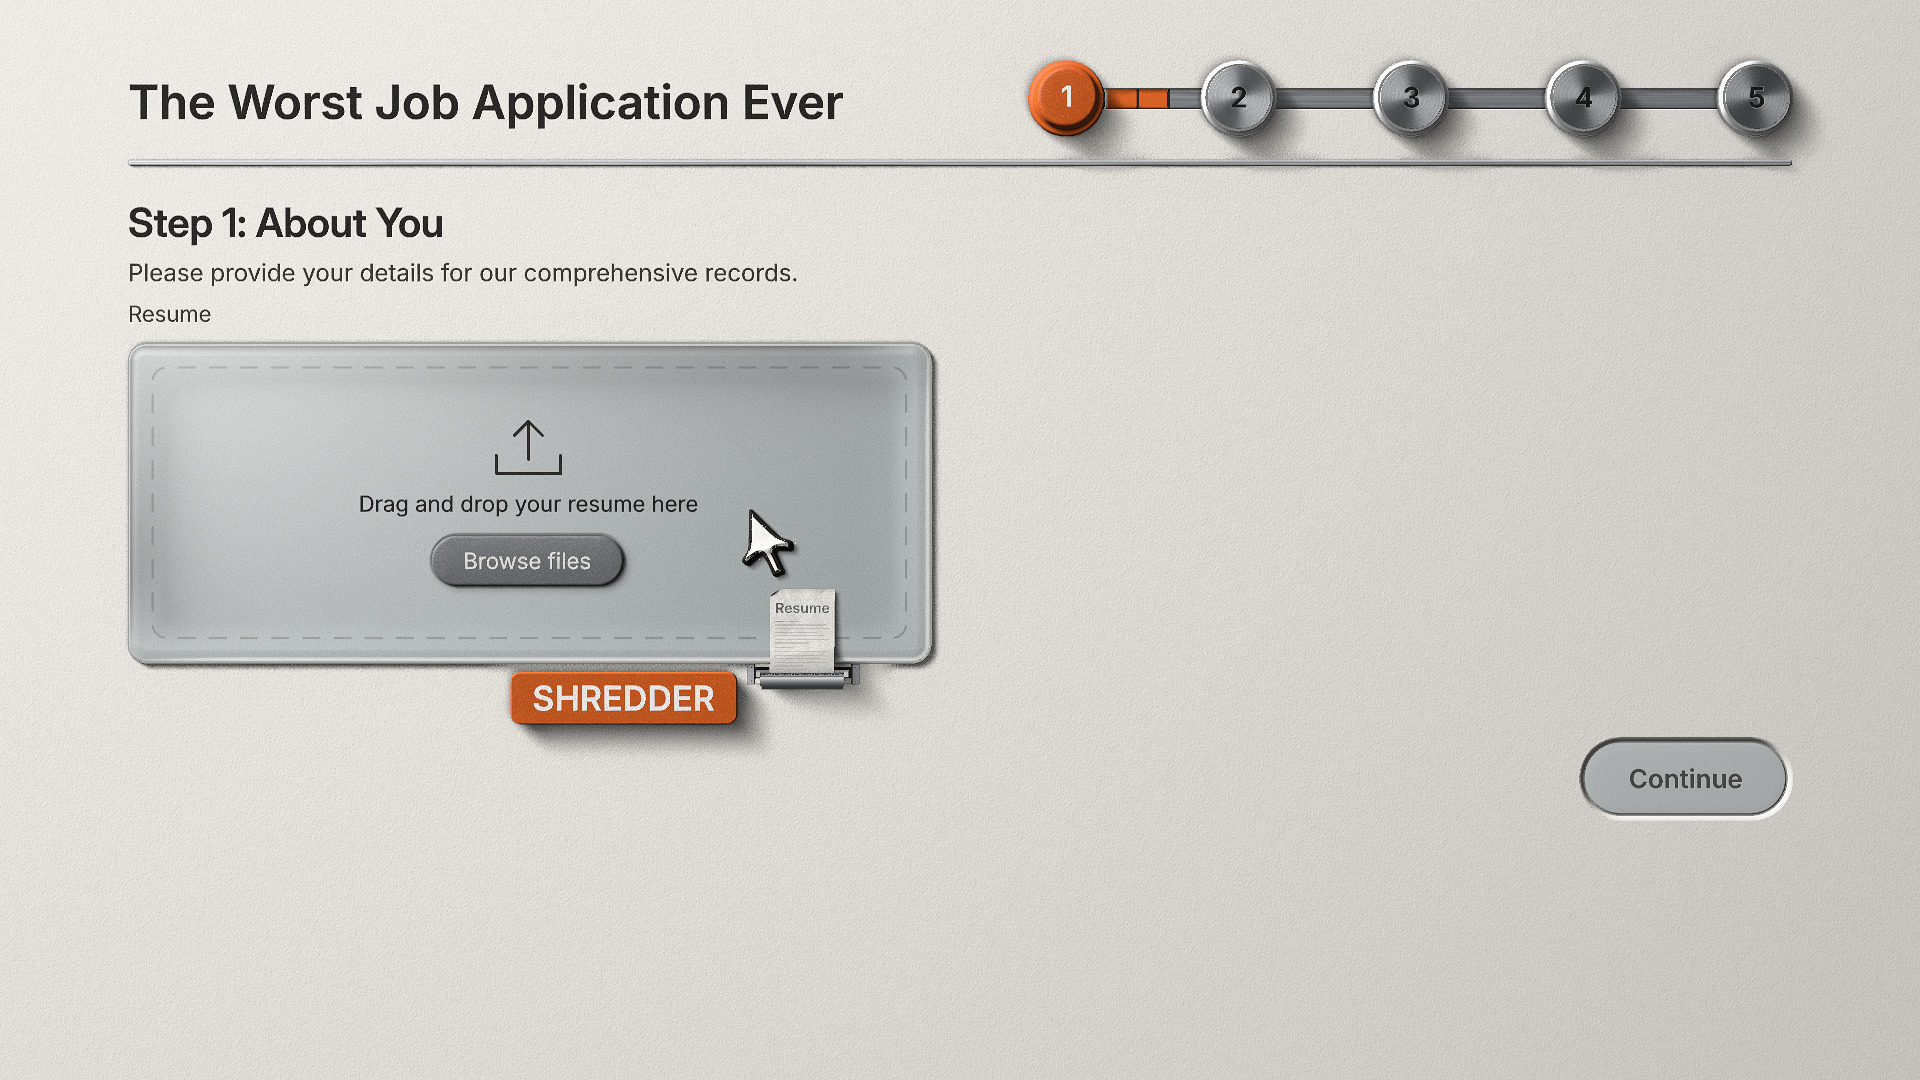 The Worst Job Application Ever
1 2 3 4 5
Step 1: About You
Please provide your details for our comprehensive records.
Resume
Drag and drop your resume here
Browse files
Resume
SHREDDER
Continue